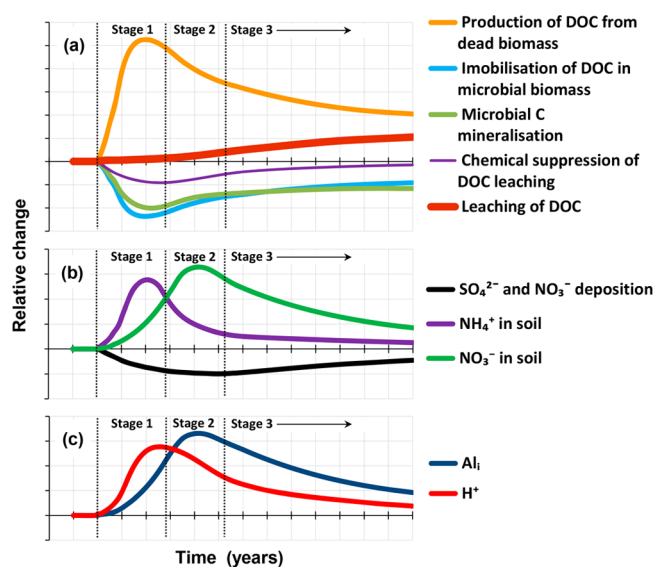 (a)
Stage 1
Stage 2
Stage 3
Production of DOC from
dead biomass
Imobilisation of DOC in
microbial biomass
Microbial C
mineralisation
Chemical suppression of
DOC leaching
Leaching of DOC
Relative change
(b)
Stage 1
Stage 2
Stage 3
SO₄²⁻ and NO₃⁻ deposition
NH₄⁺ in soil
NO₃⁻ in soil
(c)
Stage 1
Stage 2
Stage 3
Alᵢ
H⁺
Time (years)